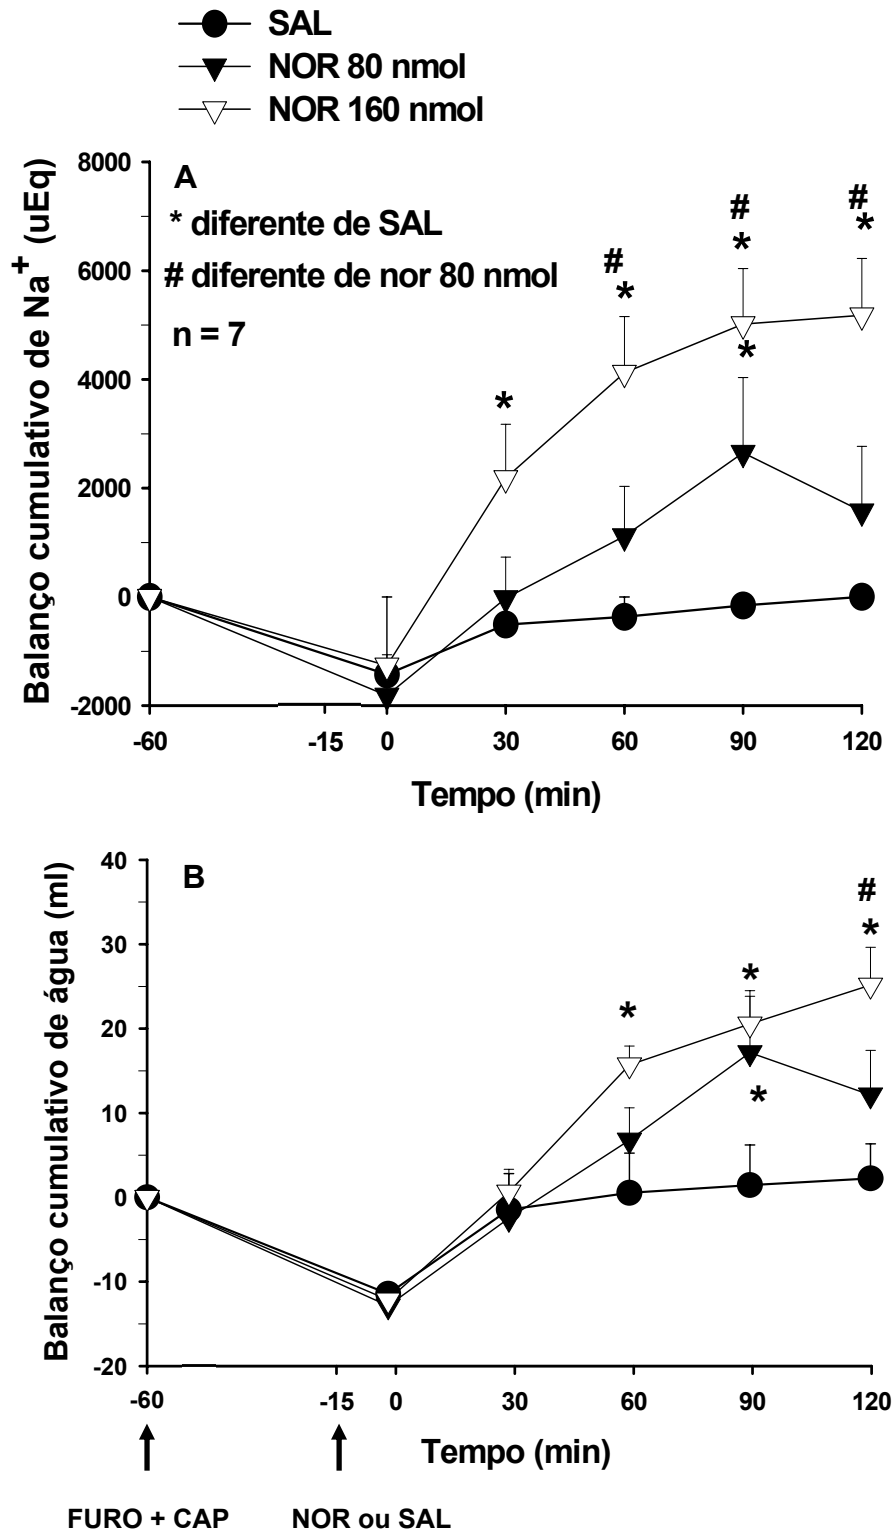 SAL
NOR 80 nmol
NOR 160 nmol
A
* diferente de SAL
# diferente de nor 80 nmol
n = 7
Balanço cumulativo de Na+ (uEq)
8000
6000
4000
2000
0
-2000
# * # * # *
* *
-60 -15 0 30 60 90 120
Tempo (min)
B
Balanço cumulativo de água (ml)
40
30
20
10
0
-10
-20
#
* * *
*
-60 -15 0 30 60 90 120
Tempo (min)
FURO + CAP NOR ou SAL